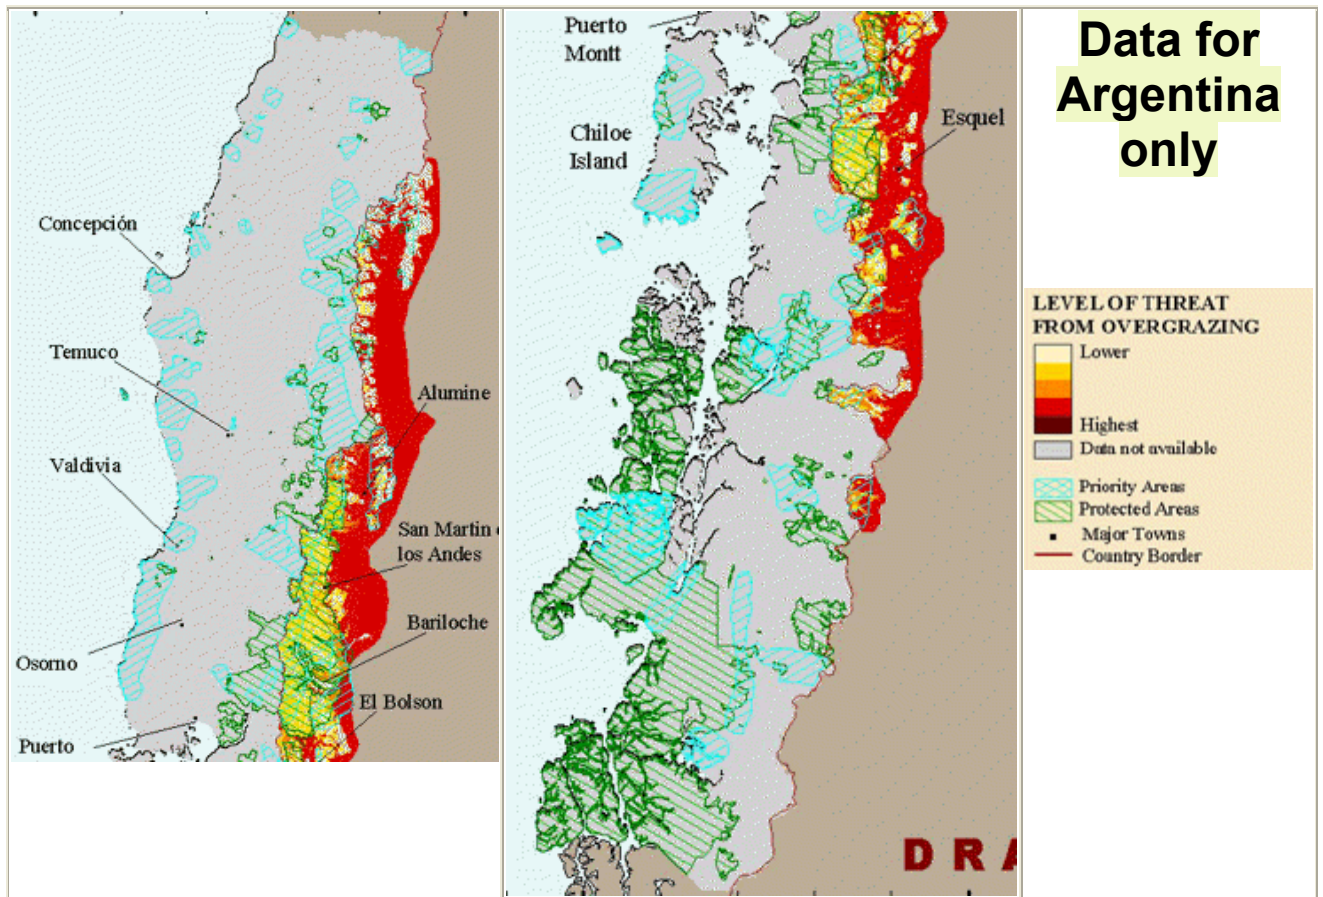 Concepción
Temuco
Alumine
Valdivia
San Martin
los Andes
Bariloche
Osorno
El Bolson
Puerto
Puerto
Montt
Chiloe
Island
Esquel
DRA
Data for
Argentina
only
LEVEL OF THREAT
FROM OVERGRAZING
Lower
Highest
Data not available
Priority Areas
Protected Areas
Major Towns
Country Border